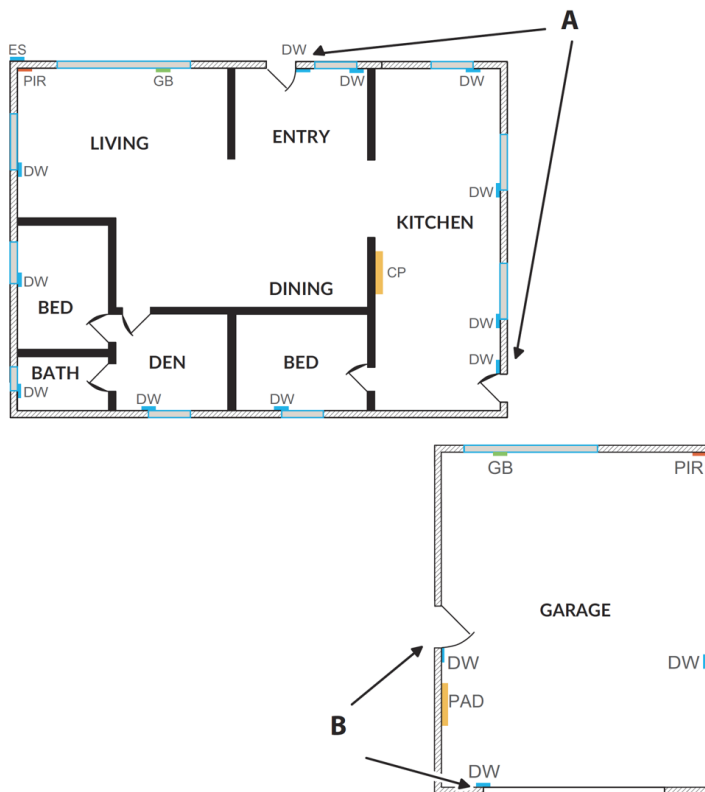 A
ES
DW
PIR
GB
DW
DW
LIVING
ENTRY
DW
DW
KITCHEN
CP
DW
DINING
BED
DW
DW
BATH
DEN
BED
DW
DW
DW
GB
PIR
GARAGE
DW
DW
PAD
B
DW